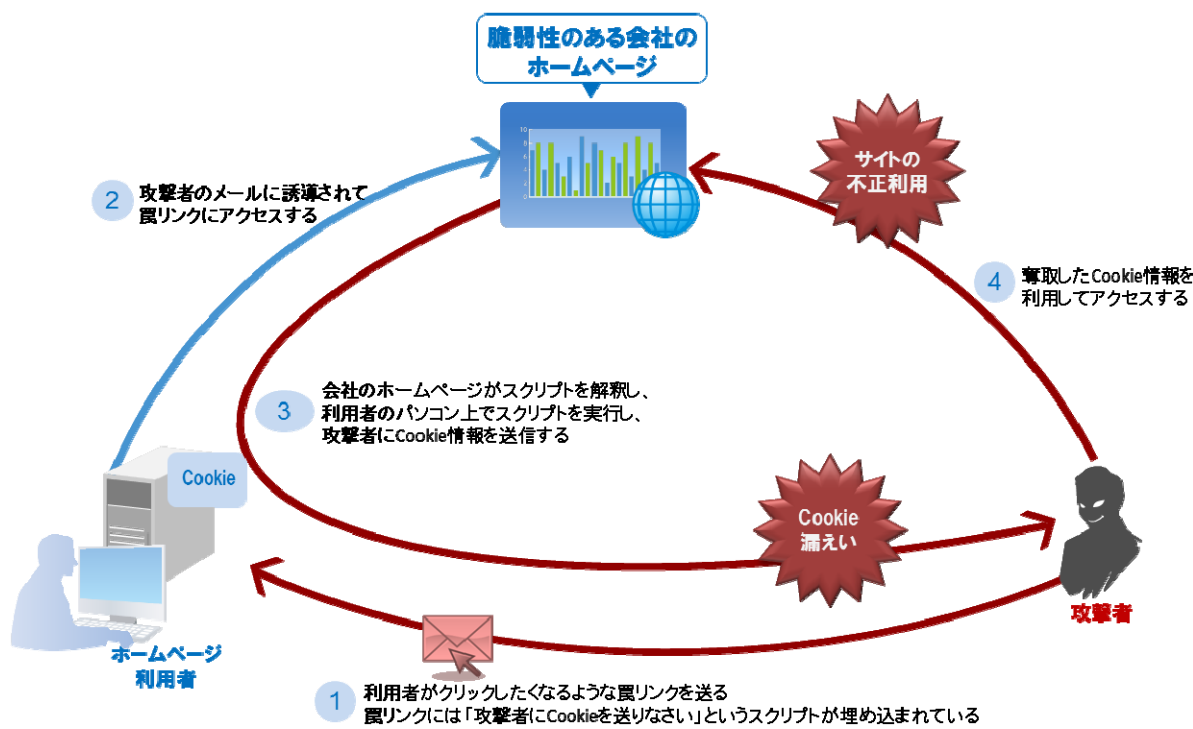 脆弱性のある会社の
ホームページ
10
8
6
4
2
0
サイトの
不正利用
2
攻撃者のメールに誘導されて
罠リンクにアクセスする
4
奪取したCookie情報を
利用してアクセスする
3
会社のホームページがスクリプトを解釈し、
利用者のパソコン上でスクリプトを実行し、
攻撃者にCookie情報を送信する
Cookie
Cookie
漏えい
攻撃者
ホームページ
利用者
1
利用者がクリックしたくなるような罠リンクを送る
罠リンクには「攻撃者にCookieを送りなさい」というスクリプトが埋め込まれている